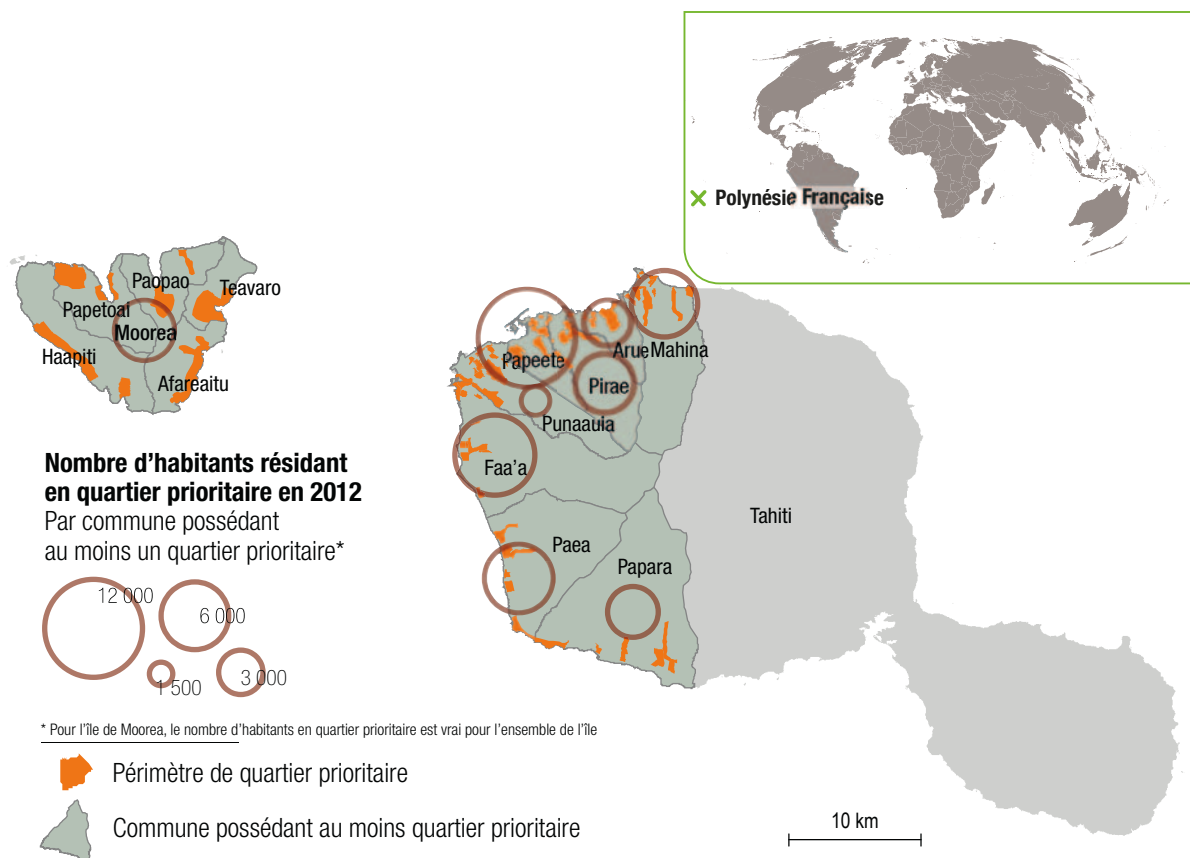 Polynésie Française
Paopao
Teavaro
Papetoai
Moorea
Haapiti
Afareaitu
Arue
Mahina
Papeete
Pirae
Punaauia
Faa'a
Paea
Papara
Tahiti
Nombre d'habitants résidant
en quartier prioritaire en 2012
Par commune possédant
au moins un quartier prioritaire*
12 000
6 000
1 500
3 000
* Pour l'île de Moorea, le nombre d'habitants en quartier prioritaire est vrai pour l'ensemble de l'île
Périmètre de quartier prioritaire
Commune possédant au moins quartier prioritaire
10 km